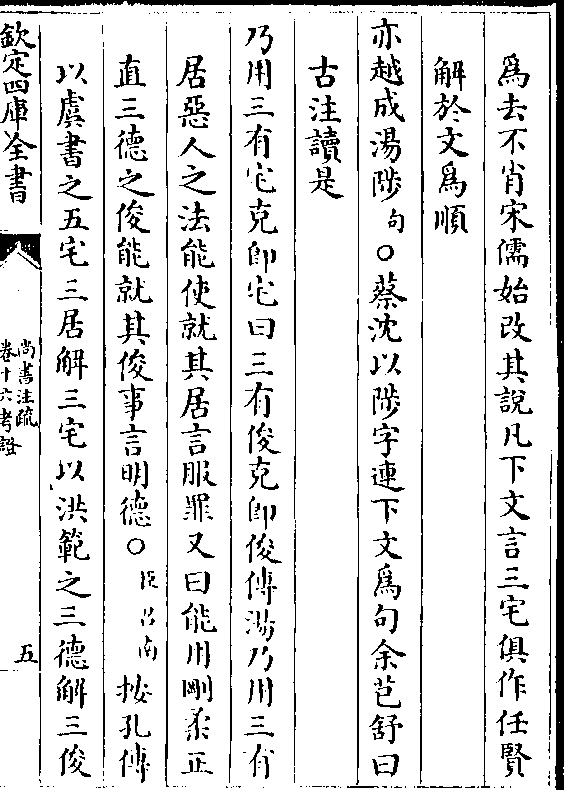 爲去不肖宋儒始改其說凡下文言三宅俱作任賢
解於文爲順
亦越成湯陟句○蔡沈以陟字連下文爲句余芑舒曰
古注讀是
乃用三有宅克卽宅曰三有俊克卽俊傳湯乃用三有
居惡人之法能使就其居言服罪又曰能用剛柔正
直三德之俊能就其俊事言明德○臣召南按孔傳
以虞書之五宅三居解三宅以洪範之三德解三俊
欽定四庫全書
尚書注疏
卷十六考證
五